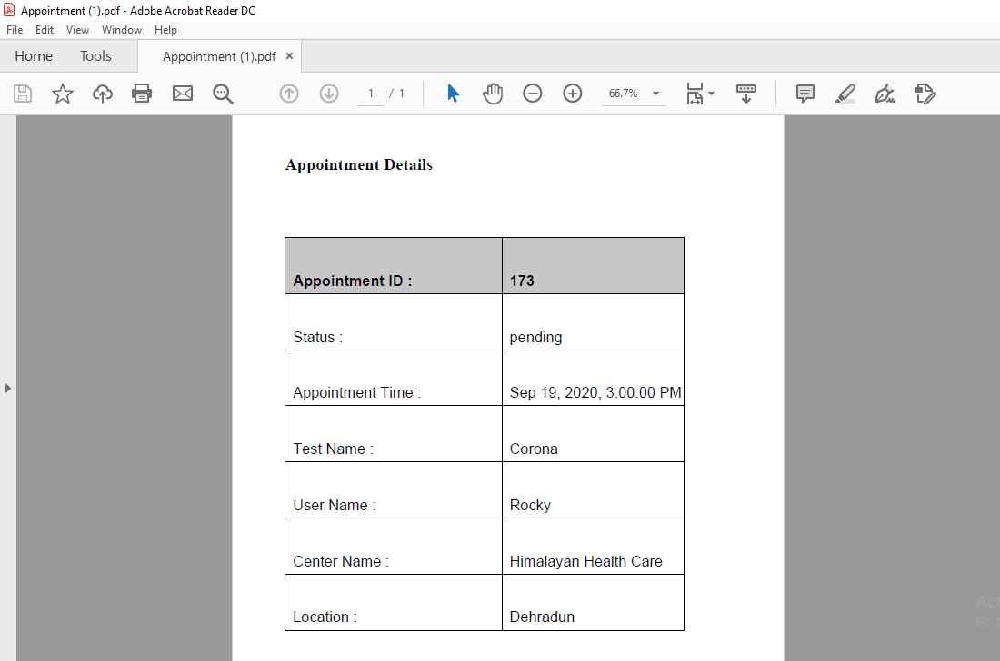 Appointment (1).pdf - Adobe Acrobat Reader DC
File Edit View Window Help
Home Tools Appointment (1).pdf ×
1 / 1 66.7%
Appointment Details
Appointment ID : 173
Status : pending
Appointment Time : Sep 19, 2020, 3:00:00 PM
Test Name : Corona
User Name : Rocky
Center Name : Himalayan Health Care
Location : Dehradun